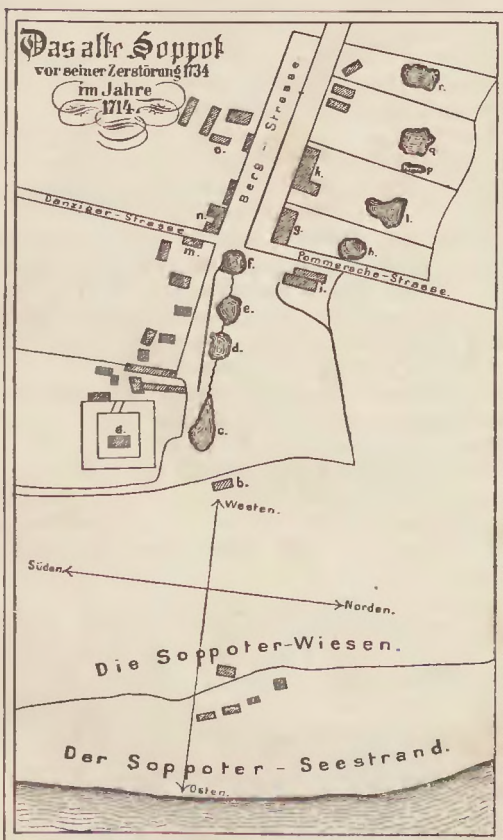 Das alte Soppot
vor seiner Zerstörung 1734
im Jahre
1714.
Berg - Strasse.
Danziger-Strasse
Pommersche-Strasse.
r.
q.
p.
o.
k.
l.
n.
g.
h.
m.
f.
i.
e.
d.
c.
a.
b.
Westen.
Süden.
Norden.
Die Soppoter-Wiesen.
Der Soppoter - Seestrand.
Osten.